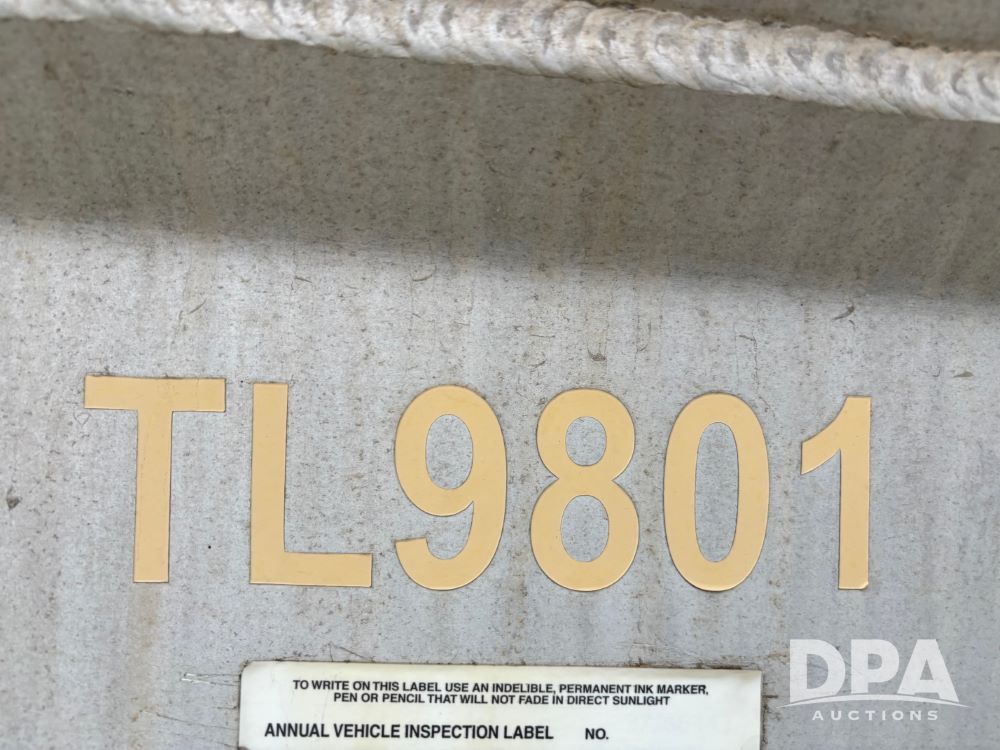 TL9801
TO WRITE ON THIS LABEL USE AN INDELIBLE, PERMANENT INK MARKER,
PEN OR PENCIL THAT WILL NOT FADE IN DIRECT SUNLIGHT
ANNUAL VEHICLE INSPECTION LABEL NO.
DPA
AUCTIONS